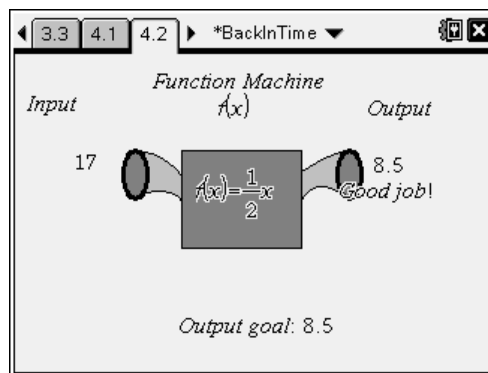 3.3 4.1 4.2 *BackInTime
Function Machine
Input f(x) Output
17 8.5
f(x)=1/2x
Good job!
Output goal: 8.5